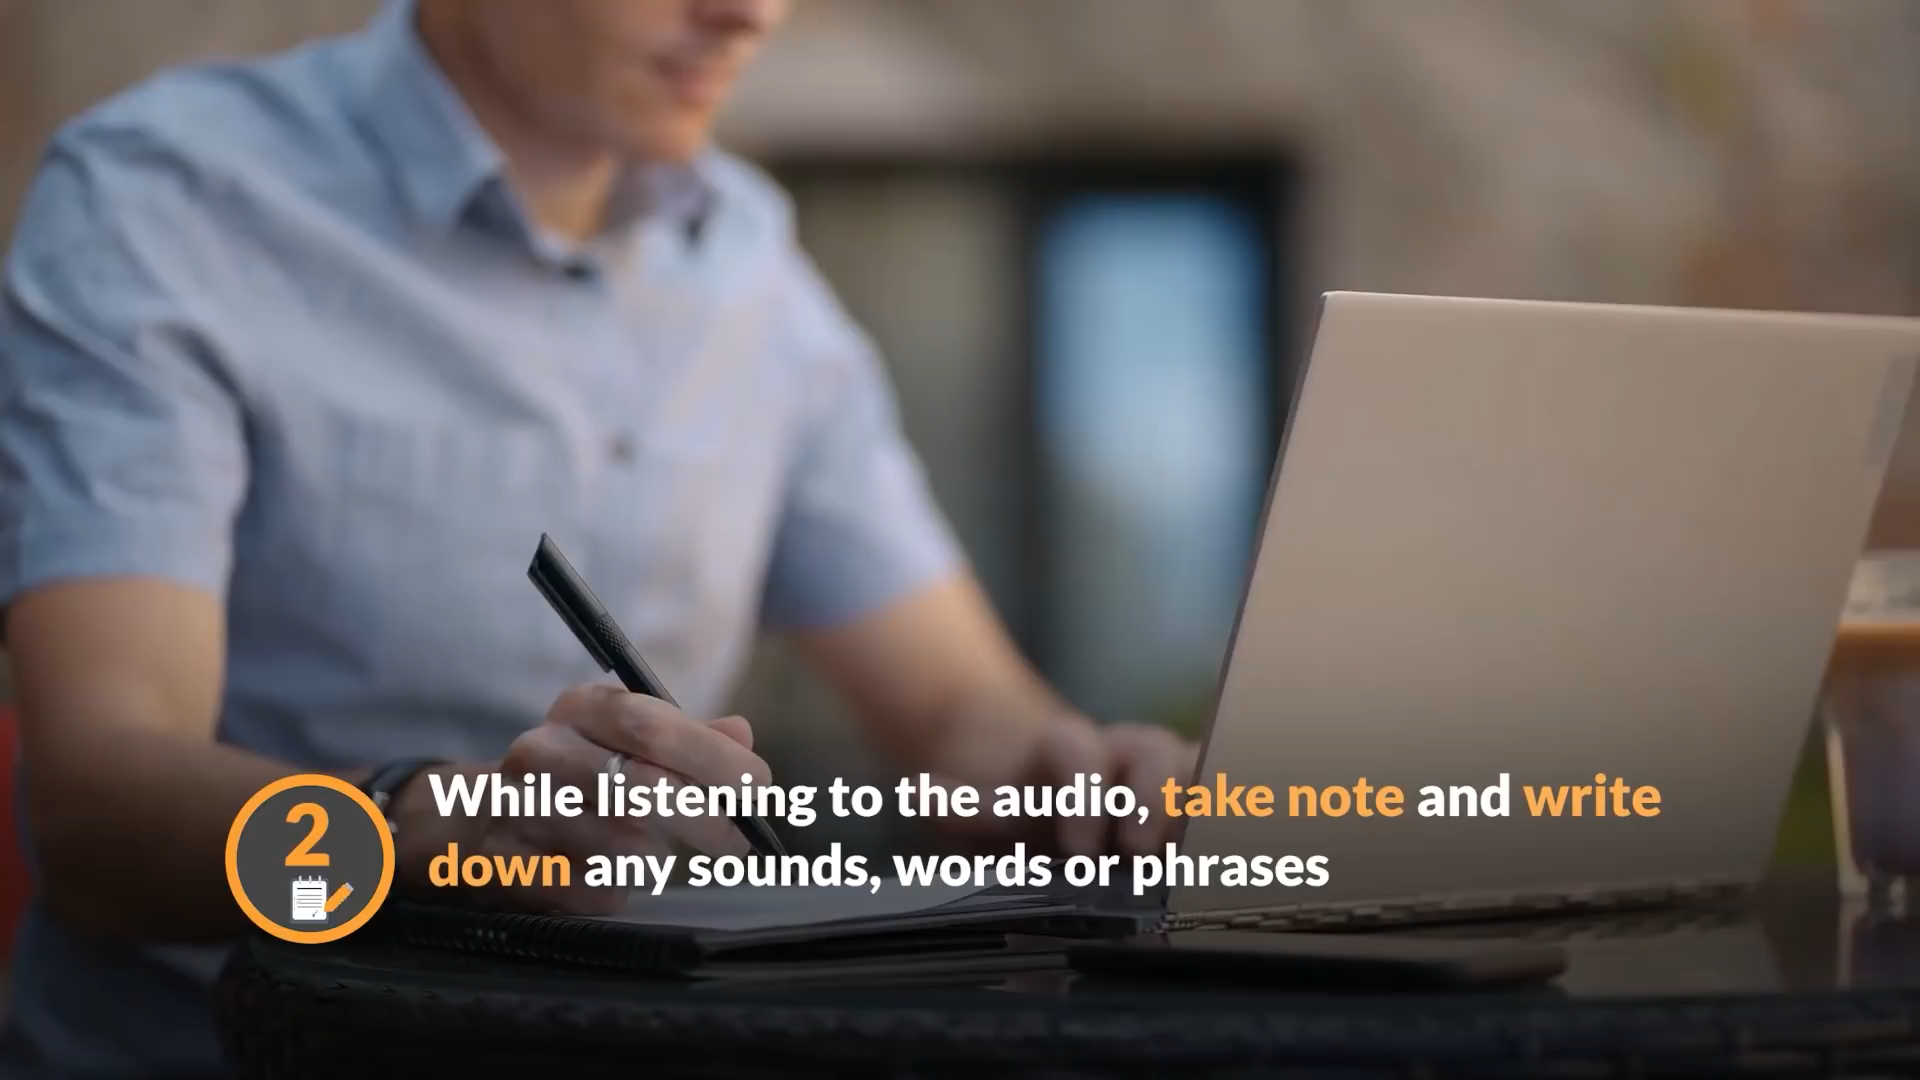 2
While listening to the audio, take note and write
down any sounds, words or phrases